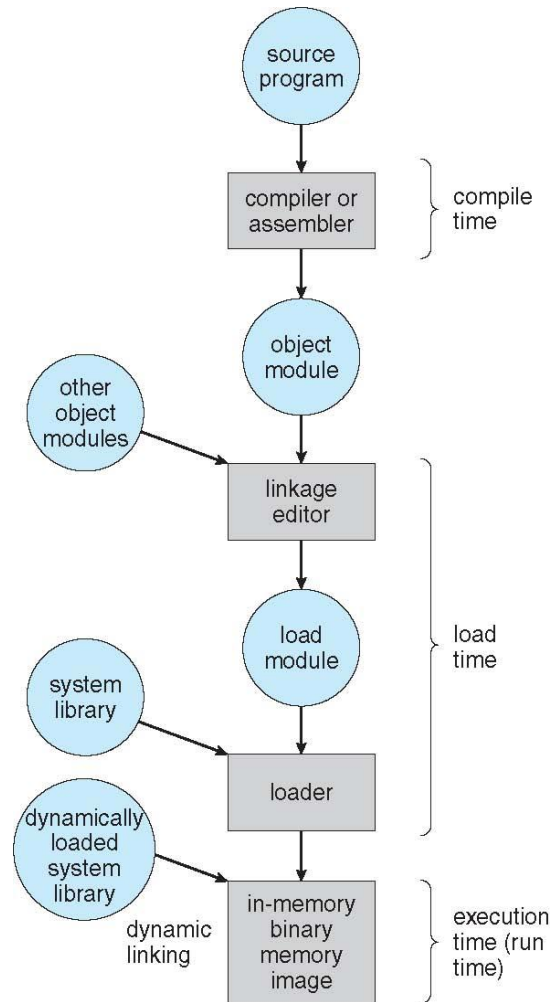 source
program
compiler or
assembler
compile
time
object
module
other
object
modules
linkage
editor
load
module
load
time
system
library
loader
dynamically
loaded
system
library
dynamic
linking
in-memory
binary
memory
image
execution
time (run
time)